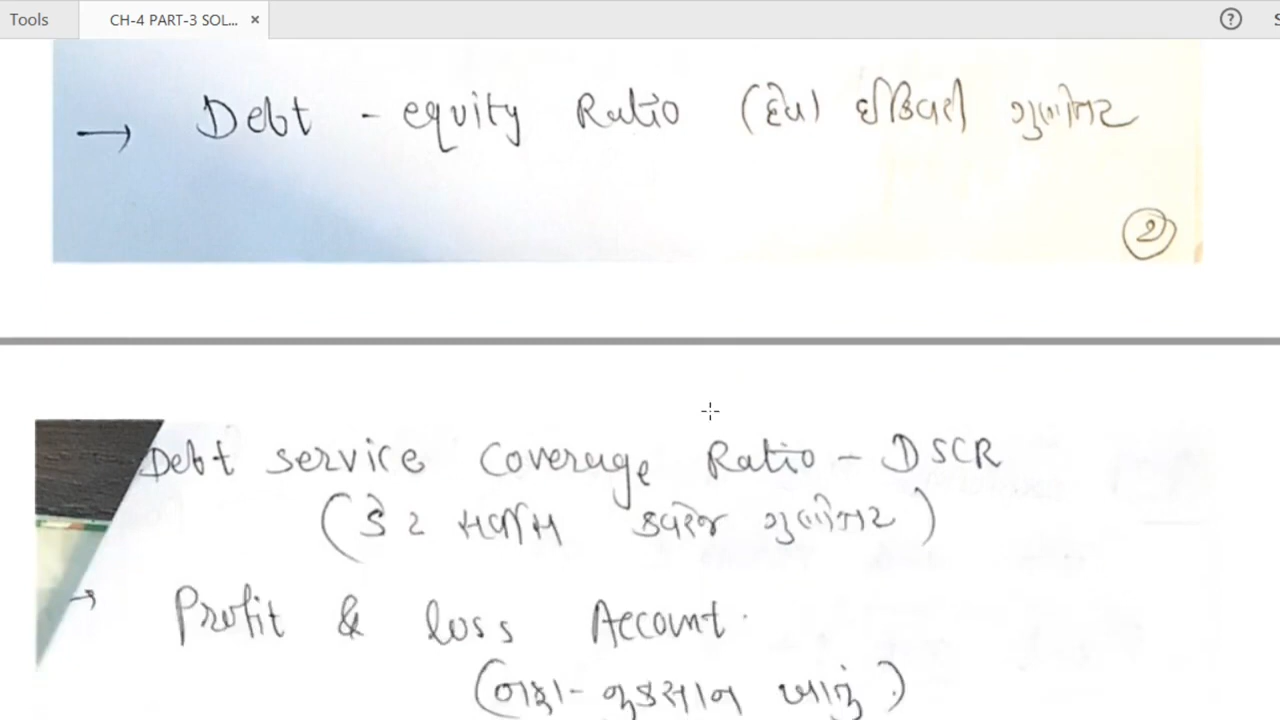 Tools CH-4 PART-3 SOL... × ?
→ Debt - equity Ratio (દેવા ઈક્વિટી ગુણોત્તર
2
Debt service Coverage Ratio - DSCR
(ડેટ સર્વિસ કવરેજ ગુણોત્તર)
→ Profit & loss Account.
(નફા-નુકસાન ખાતું.)